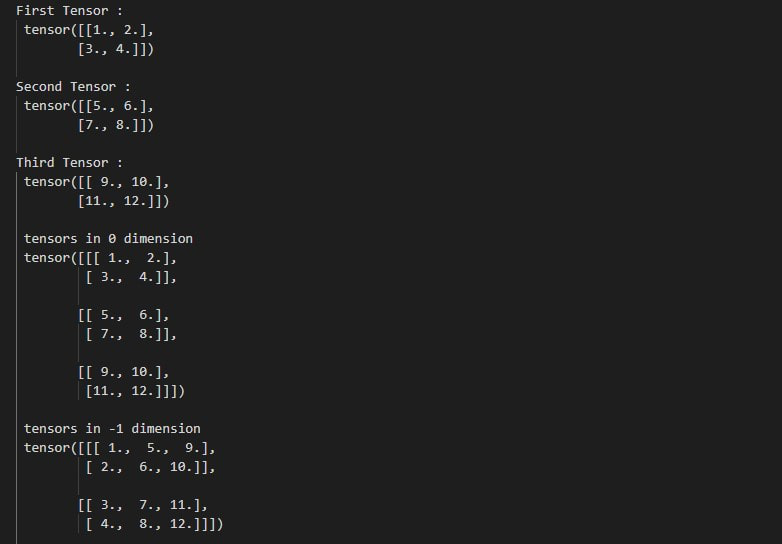 First Tensor :
tensor([[1., 2.],
[3., 4.]])
Second Tensor :
tensor([[5., 6.],
[7., 8.]])
Third Tensor :
tensor([[ 9., 10.],
[11., 12.]])
tensors in 0 dimension
tensor([[[ 1.,  2.],
[ 3.,  4.]],
[[ 5.,  6.],
[ 7.,  8.]],
[[ 9., 10.],
[11., 12.]]])
tensors in -1 dimension
tensor([[[ 1.,  5.,  9.],
[ 2.,  6., 10.]],
[[ 3.,  7., 11.],
[ 4.,  8., 12.]]])